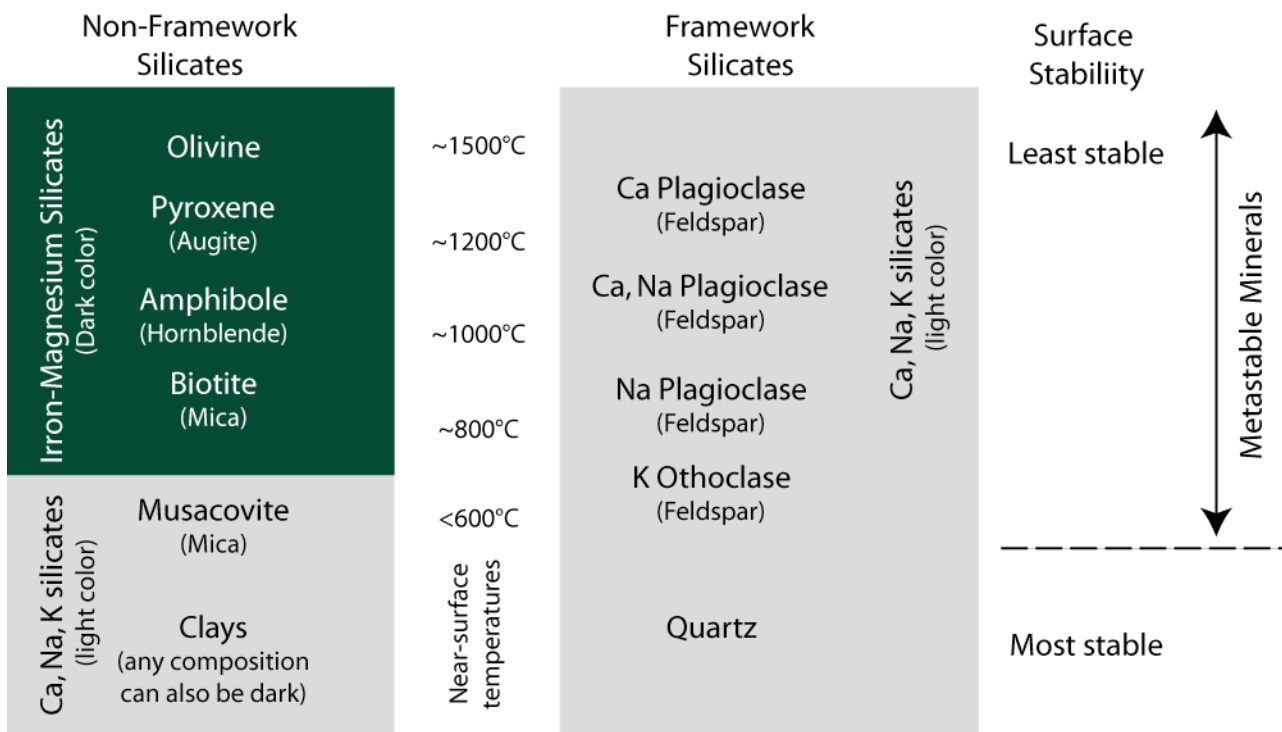 Non-Framework
Silicates
Framework
Silicates
Surface
Stabiliity
Irron-Magnesium Silicates
(Dark color)
Olivine
Pyroxene
(Augite)
Amphibole
(Hornblende)
Biotite
(Mica)
Ca, Na, K silicates
(light color)
Musacovite
(Mica)
Clays
(any composition
can also be dark)
~1500°C
~1200°C
~1000°C
~800°C
<600°C
Near-surface
temperatures
Ca Plagioclase
(Feldspar)
Ca, Na Plagioclase
(Feldspar)
Na Plagioclase
(Feldspar)
K Othoclase
(Feldspar)
Quartz
Ca, Na, K silicates
(light color)
Least stable
Metastable Minerals
Most stable